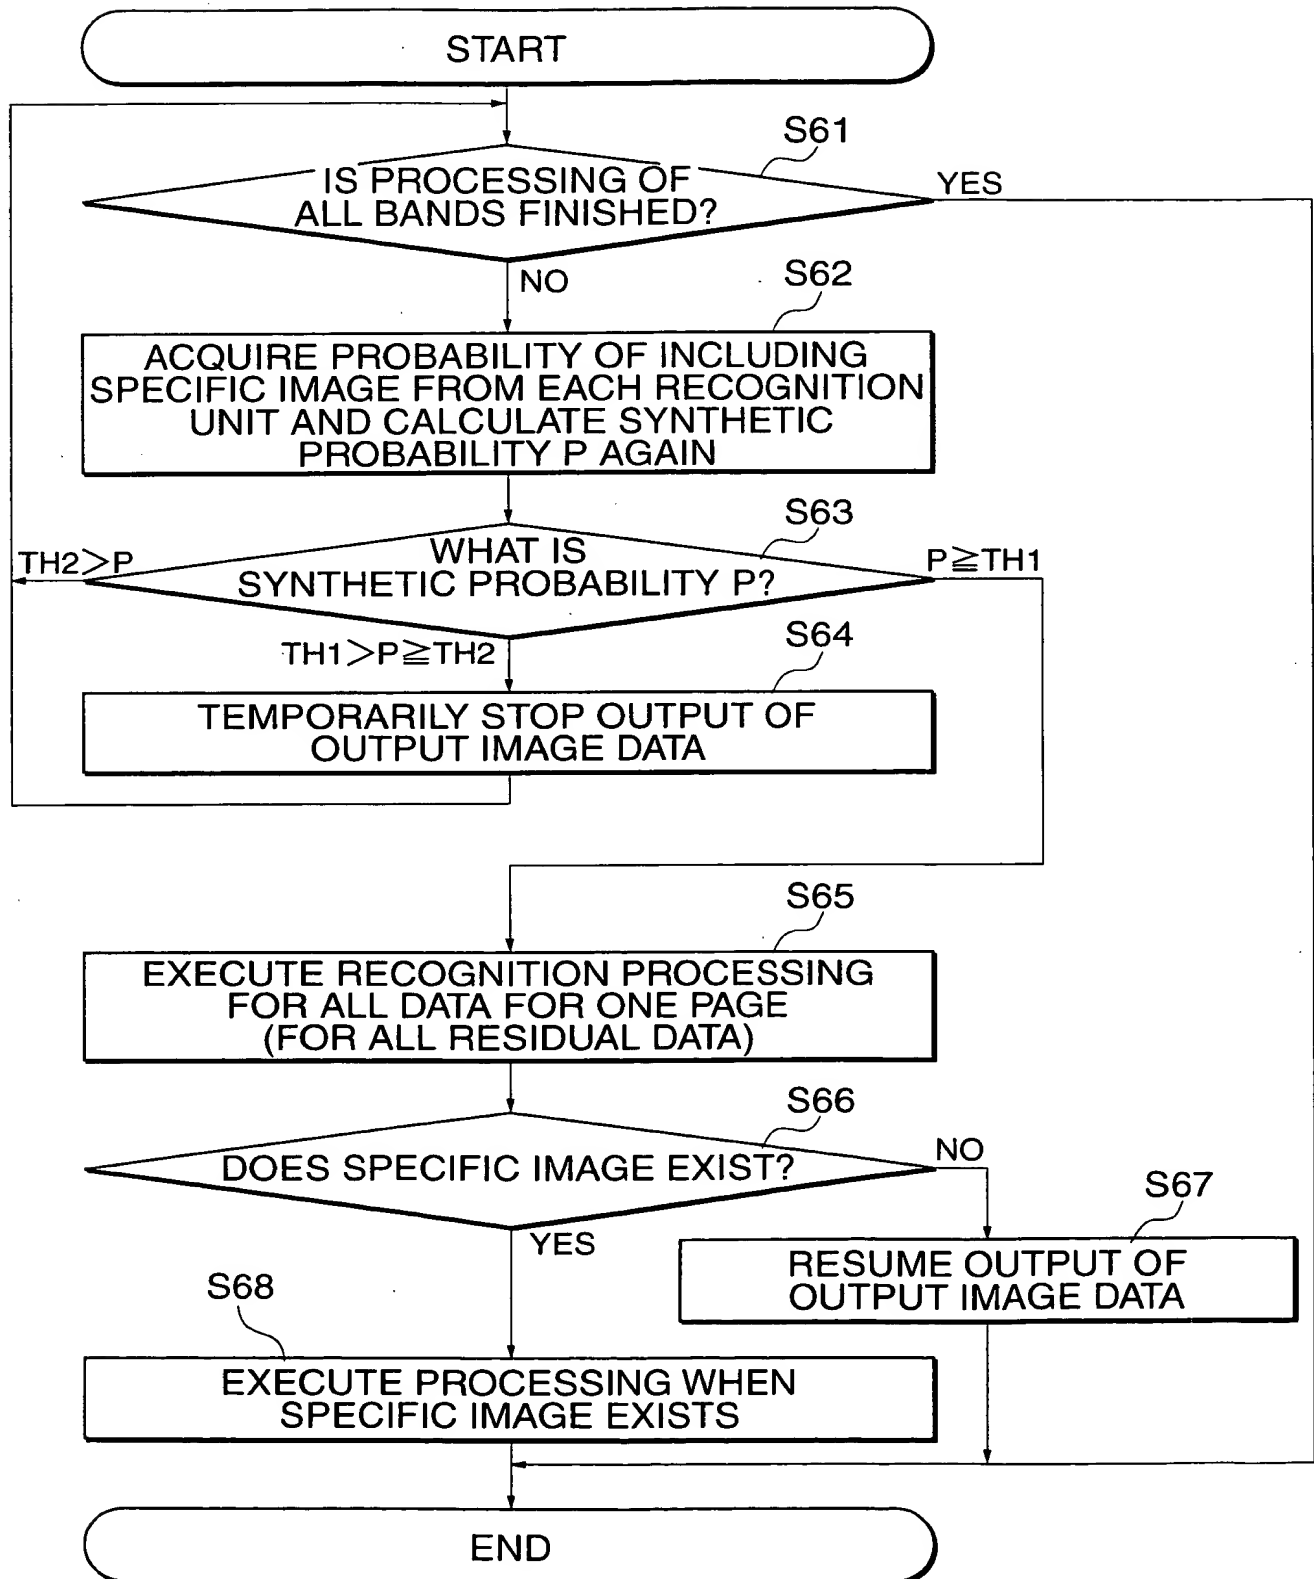 START
S61
IS PROCESSING OF
ALL BANDS FINISHED?
YES
NO
S62
ACQUIRE PROBABILITY OF INCLUDING
SPECIFIC IMAGE FROM EACH RECOGNITION
UNIT AND CALCULATE SYNTHETIC
PROBABILITY P AGAIN
S63
TH2>P
WHAT IS
SYNTHETIC PROBABILITY P?
P≧TH1
TH1>P≧TH2
S64
TEMPORARILY STOP OUTPUT OF
OUTPUT IMAGE DATA
S65
EXECUTE RECOGNITION PROCESSING
FOR ALL DATA FOR ONE PAGE
(FOR ALL RESIDUAL DATA)
S66
DOES SPECIFIC IMAGE EXIST?
NO
YES
S67
RESUME OUTPUT OF
OUTPUT IMAGE DATA
S68
EXECUTE PROCESSING WHEN
SPECIFIC IMAGE EXISTS
END